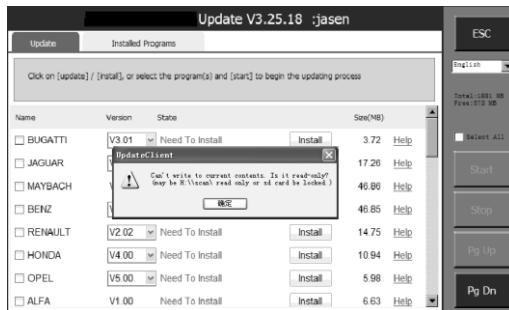 Update V3.25.18 :jasen
ESC
Update
Installed Programs
English
Click on [update] / [install], or select the program(s) and [start] to begin the updating process
Free:572 MB
Name Version State Size(MB)
BUGATTI V3.01 Need To Install Install 3.72 Help
Select All
UpdateClient
JAGUAR 17.26 Help
Can't write to current contents. Is it read-only?
(may be H:\\scan\ read only or sd card be locked )
Start
MAYBACH 46.86 Help
确定
BENZ 46.85 Help
Stop
RENAULT V2.02 Need To Install Install 14.75 Help
HONDA V4.00 Need To Install Install 10.94 Help
Pg Up
OPEL V5.00 Need To Install Install 5.98 Help
Pg Dn
ALFA V1.00 Need To Install Install 6.63 Help